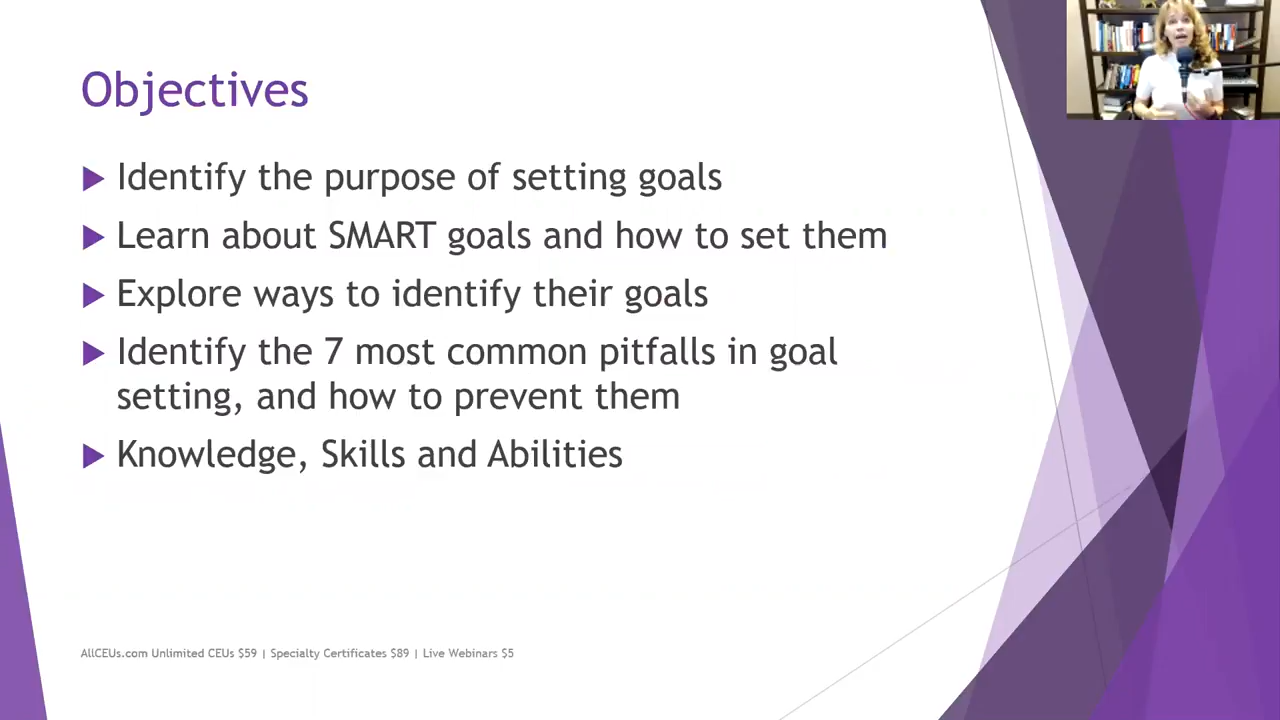 Objectives
Identify the purpose of setting goals
Learn about SMART goals and how to set them
Explore ways to identify their goals
Identify the 7 most common pitfalls in goal
setting, and how to prevent them
Knowledge, Skills and Abilities
AllCEUs.com Unlimited CEUs $59 | Specialty Certificates $89 | Live Webinars $5